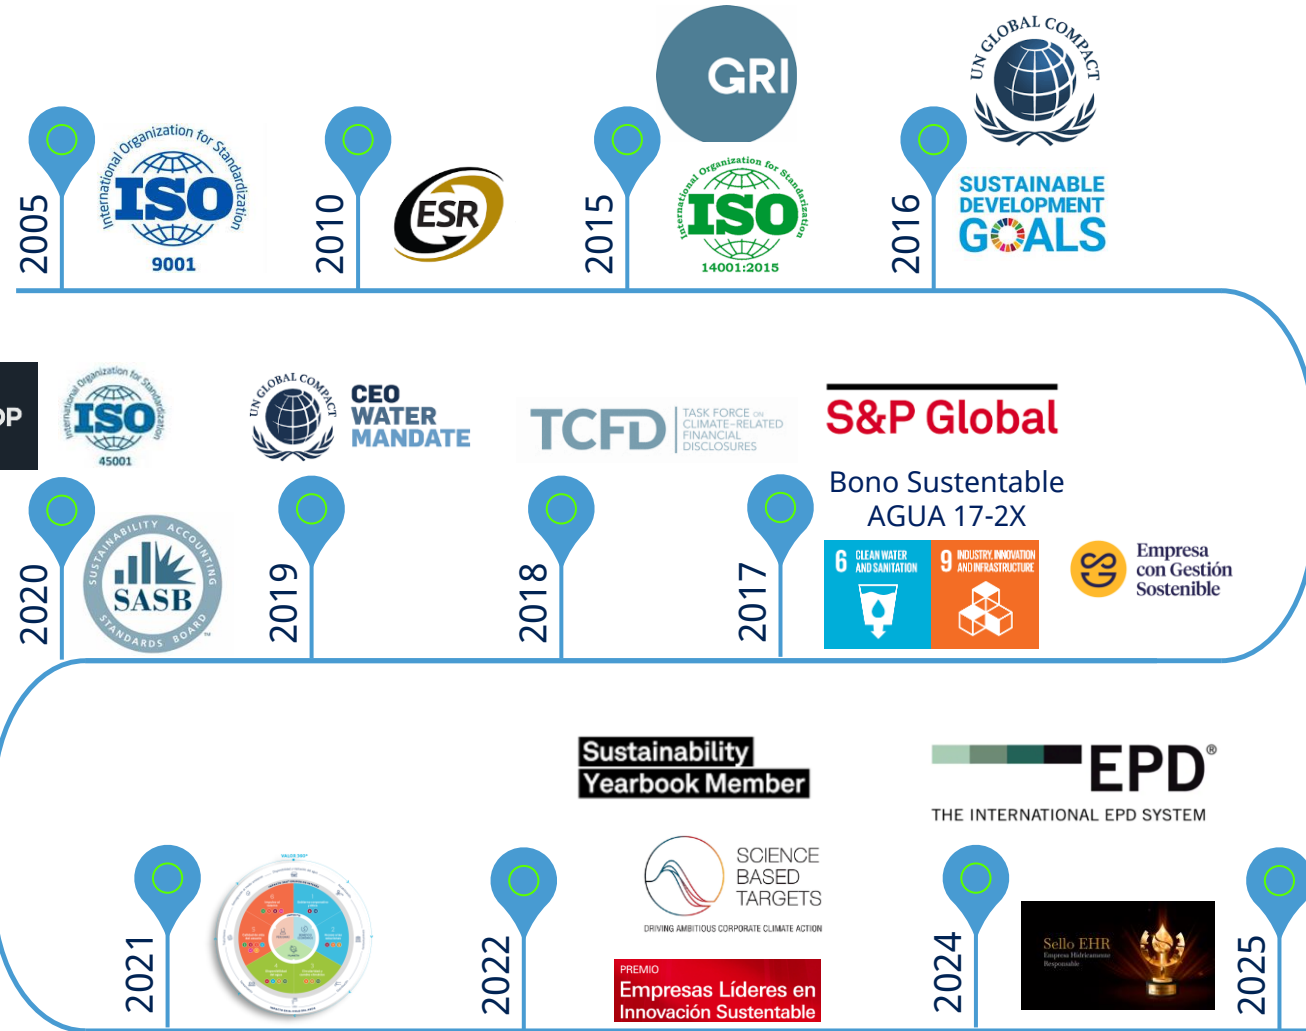 GRI
UN GLOBAL COMPACT
2005
International Organization for Standardization
ISO
9001
2010
ESR
2015
International Organization for Standardization
ISO
14001:2015
2016
SUSTAINABLE
DEVELOPMENT
GOALS
DP
International Organization for Standardization
ISO
45001
UN GLOBAL COMPACT
CEO
WATER
MANDATE
TCFD
TASK FORCE ON
CLIMATE-RELATED
FINANCIAL
DISCLOSURES
S&P Global
Bono Sustentable
AGUA 17-2X
2020
SUSTAINABILITY ACCOUNTING
SASB
STANDARDS BOARD
TM
2019
2018
2017
6 CLEAN WATER
AND SANITATION
9 INDUSTRY, INNOVATION
AND INFRASTRUCTURE
Empresa
con Gestión
Sostenible
Sustainability
Yearbook Member
EPD®
THE INTERNATIONAL EPD SYSTEM
SCIENCE
BASED
TARGETS
DRIVING AMBITIOUS CORPORATE CLIMATE ACTION
2021
2022
PREMIO
Empresas Líderes en
Innovación Sustentable
2024
Sello EHR
Empresa Hídricamente
Responsable
2025